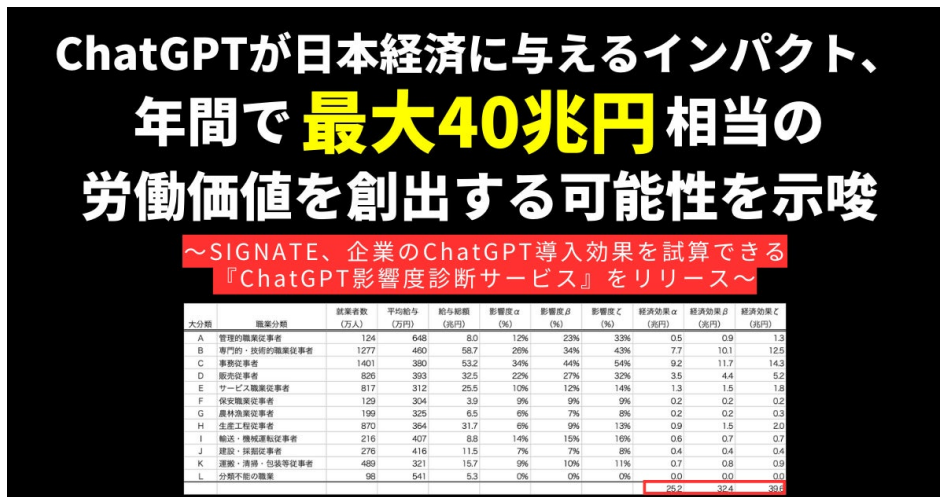 ChatGPTが日本経済に与えるインパクト、
年間で最大40兆円相当の
労働価値を創出する可能性を示唆
〜SIGNATE、企業のChatGPT導入効果を試算できる
『ChatGPT影響度診断サービス』をリリース〜
就業者数 平均給与 給与総額 影響度α 影響度β 影響度ζ 経済効果α 経済効果β 経済効果ζ
大分類 職業分類 (万人) (万円) (兆円) (%) (%) (%) (兆円) (兆円) (兆円)
A 管理的職業従事者 124 648 8.0 12% 23% 33% 0.5 0.9 1.3
B 専門的・技術的職業従事者 1277 460 58.7 26% 34% 43% 7.7 10.1 12.5
C 事務従事者 1401 380 53.2 34% 44% 54% 9.2 11.7 14.3
D 販売従事者 826 393 32.5 22% 27% 32% 3.5 4.4 5.2
E サービス職業従事者 817 312 25.5 10% 12% 14% 1.3 1.5 1.8
F 保安職業従事者 129 304 3.9 9% 9% 9% 0.2 0.2 0.2
G 農林漁業従事者 199 325 6.5 6% 7% 8% 0.2 0.2 0.3
H 生産工程従事者 870 364 31.7 6% 9% 13% 0.9 1.5 2.0
I 輸送・機械運転従事者 216 407 8.8 14% 15% 16% 0.6 0.7 0.7
J 建設・採掘従事者 276 416 11.5 7% 7% 8% 0.4 0.4 0.4
K 運搬・清掃・包装等従事者 489 321 15.7 9% 10% 11% 0.7 0.8 0.9
L 分類不能の職業 98 541 5.3 0% 0% 0% 0.0 0.0 0.0
25.2 32.4 39.6